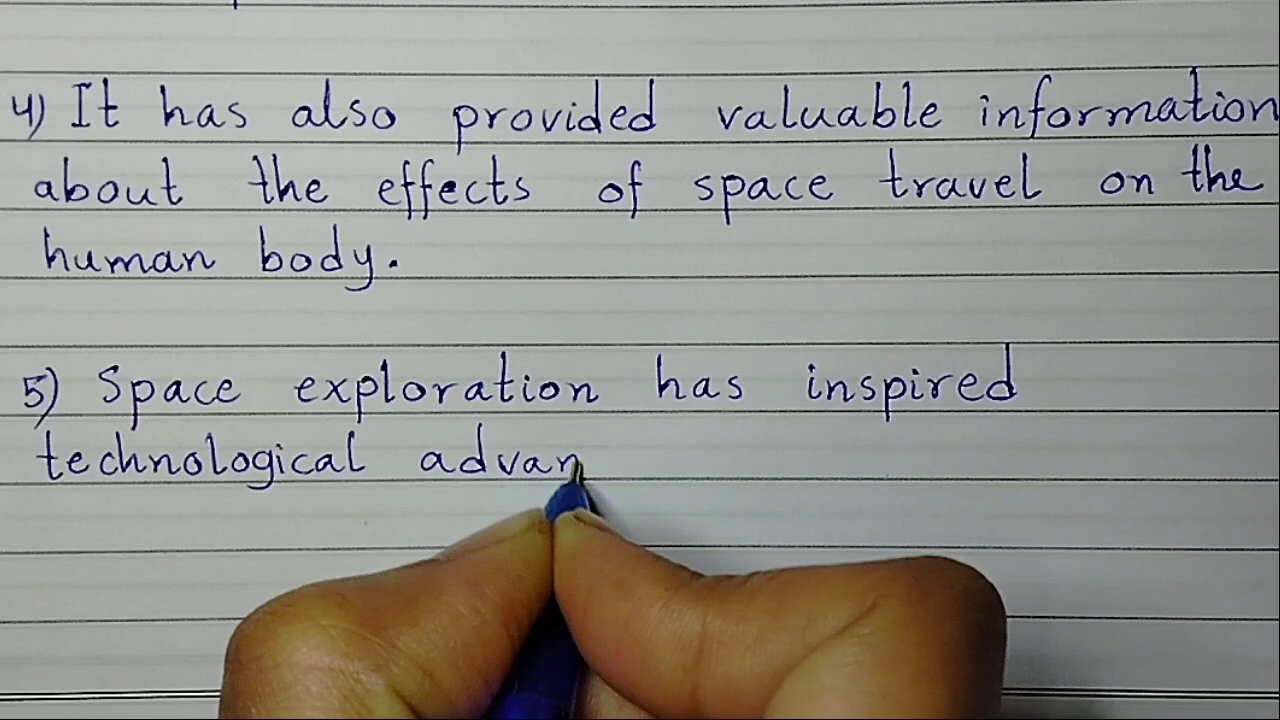 4) It has also provided valuable information
about the effects of space travel on the
human body.
5) Space exploration has inspired
technological advan